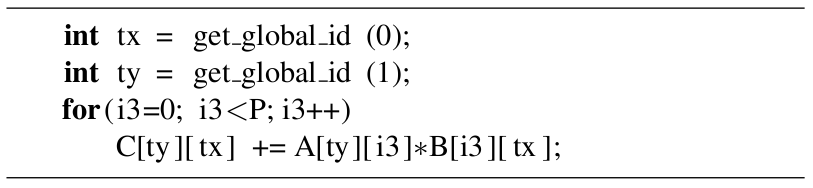 int tx = get_global_id (0);
int ty = get_global_id (1);
for(i3=0; i3<P; i3++)
C[ty][tx] += A[ty][i3]*B[i3][tx];